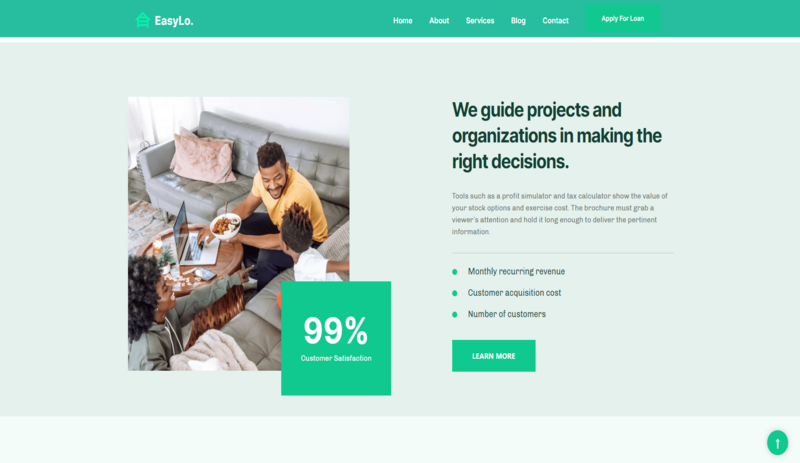 EasyLo.
Home About Services Blog Contact Apply For Loan
We guide projects and
organizations in making the
right decisions.
Tools such as a profit simulator and tax calculator show the value of
your stock options and exercise cost. The brochure must grab a
viewer's attention and hold it long enough to deliver the pertinent
information.
Monthly recurring revenue
Customer acquisition cost
Number of customers
LEARN MORE
99%
Customer Satisfaction